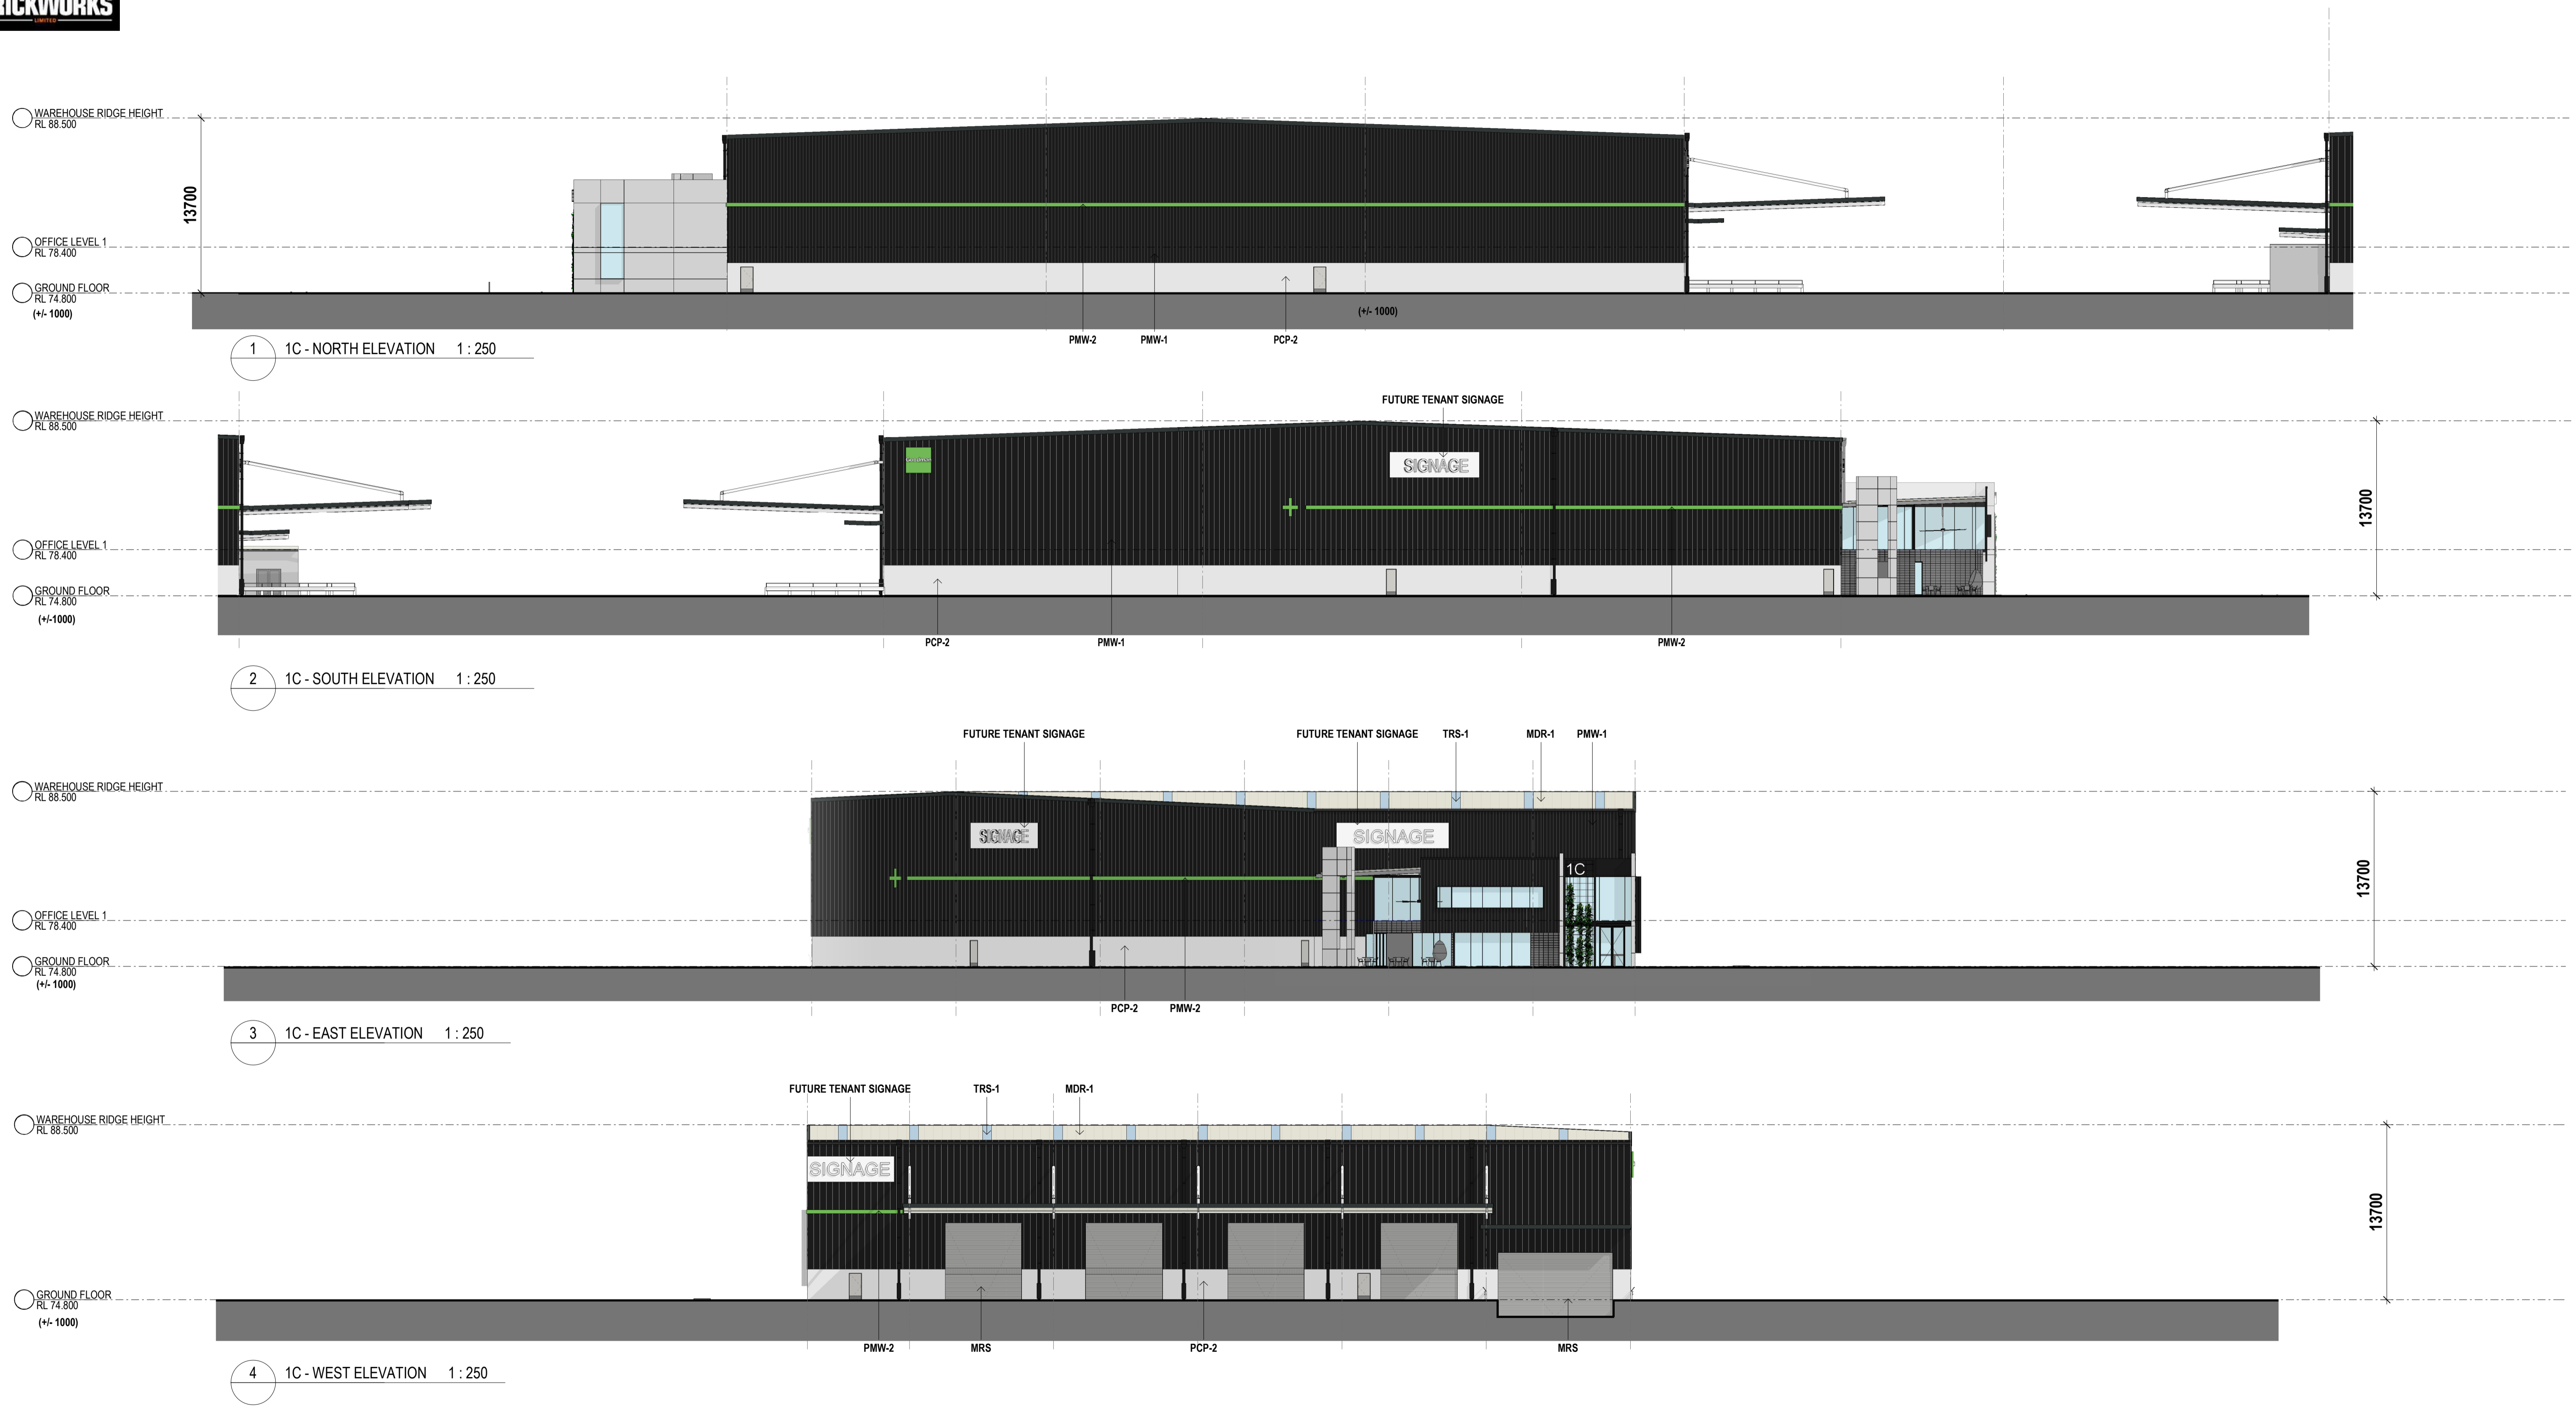 RICKWORKS
LIMITED
WAREHOUSE RIDGE HEIGHT
RL 88.500
13700
OFFICE LEVEL 1
RL 78.400
GROUND FLOOR
RL 74.800
(+/- 1000)
(+/- 1000)
PMW-2 PMW-1 PCP-2
1 1C - NORTH ELEVATION 1 : 250
FUTURE TENANT SIGNAGE
WAREHOUSE RIDGE HEIGHT
RL 88.500
SIGNAGE
13700
OFFICE LEVEL 1
RL 78.400
GROUND FLOOR
RL 74.800
(+/-1000)
PCP-2 PMW-1 PMW-2
2 1C - SOUTH ELEVATION 1 : 250
FUTURE TENANT SIGNAGE FUTURE TENANT SIGNAGE TRS-1 MDR-1 PMW-1
WAREHOUSE RIDGE HEIGHT
RL 88.500
SIGNAGE SIGNAGE
1C
13700
OFFICE LEVEL 1
RL 78.400
GROUND FLOOR
RL 74.800
(+/- 1000)
PCP-2 PMW-2
3 1C - EAST ELEVATION 1 : 250
FUTURE TENANT SIGNAGE TRS-1 MDR-1
WAREHOUSE RIDGE HEIGHT
RL 88.500
SIGNAGE
13700
GROUND FLOOR
RL 74.800
(+/- 1000)
PMW-2 MRS PCP-2 MRS
4 1C - WEST ELEVATION 1 : 250